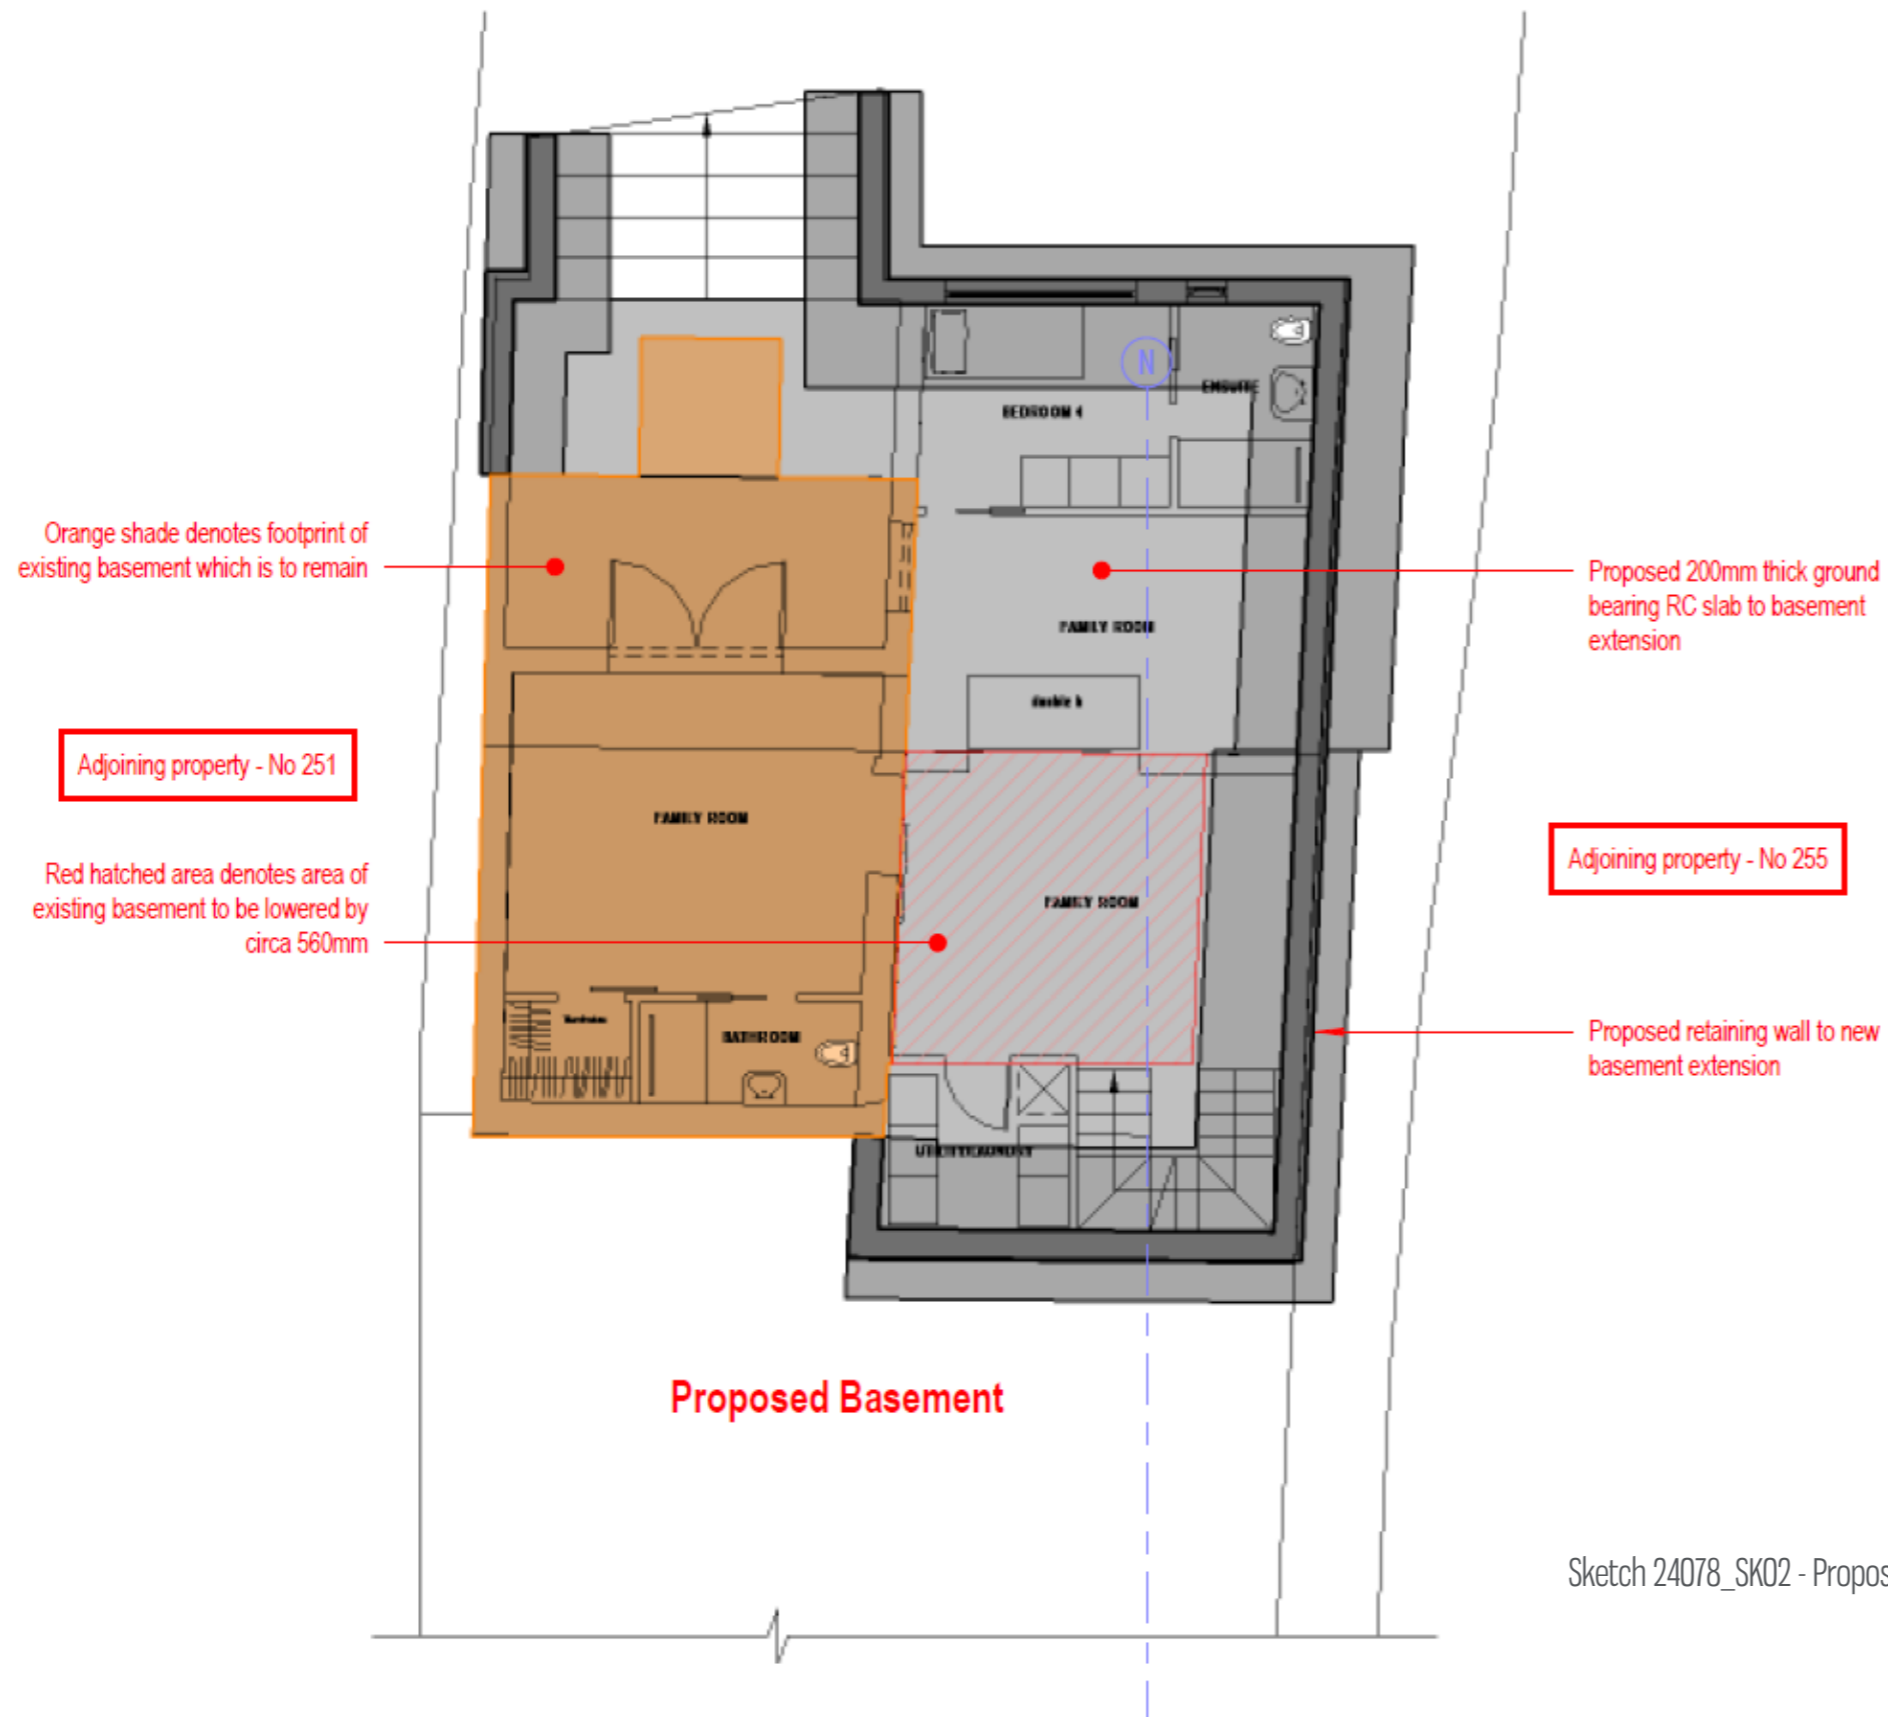 N
ENSUITE
BEDROOM 4
Orange shade denotes footprint of
existing basement which is to remain
Proposed 200mm thick ground
bearing RC slab to basement
extension
FAMILY ROOM
double b
Adjoining property - No 251
FAMILY ROOM
Adjoining property - No 255
Red hatched area denotes area of
existing basement to be lowered by
circa 560mm
FAMILY ROOM
BATHROOM
Proposed retaining wall to new
basement extension
UTILITY/LAUNDRY
Proposed Basement
Sketch 24078_SK02 - Propos